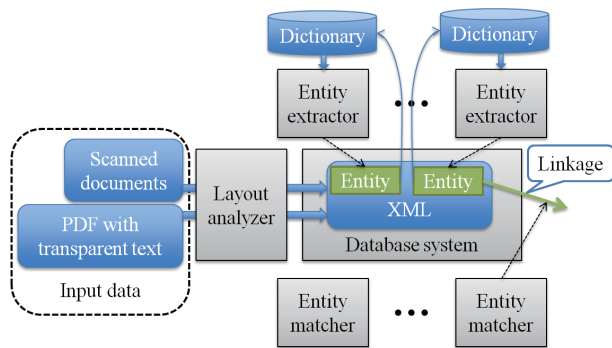 Dictionary
Dictionary
Entity
extractor
Entity
extractor
Scanned
documents
PDF with
transparent text
Input data
Layout
analyzer
Entity
Entity
XML
Database system
Linkage
Entity
matcher
Entity
matcher